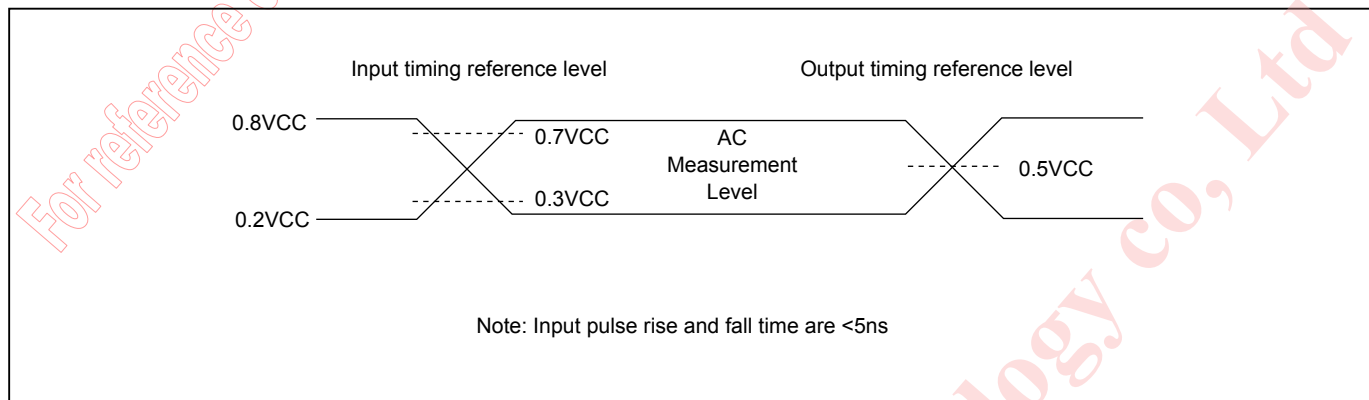 For reference
Input timing reference level
Output timing reference level
0.8VCC
0.7VCC
AC
Measurement
Level
0.5VCC
0.3VCC
0.2VCC
Note: Input pulse rise and fall time are <5ns
logy co, Ltd